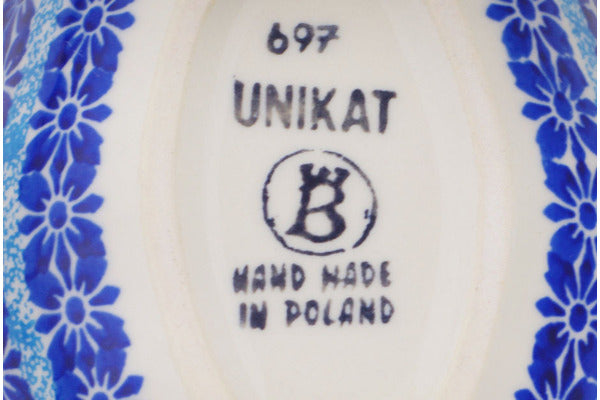 697
UNIKAT
B
HAND MADE
IN POLAND